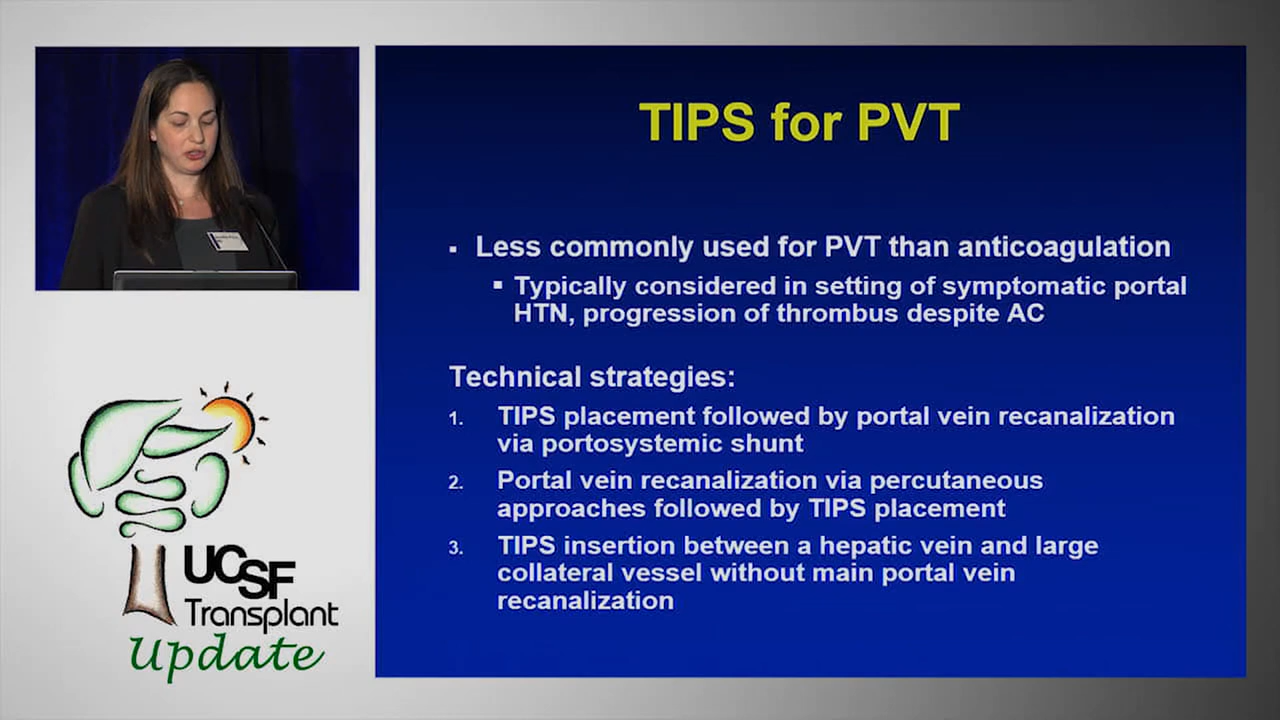 TIPS for PVT
Less commonly used for PVT than anticoagulation
Typically considered in setting of symptomatic portal
HTN, progression of thrombus despite AC
Technical strategies:
1. TIPS placement followed by portal vein recanalization
via portosystemic shunt
2. Portal vein recanalization via percutaneous
approaches followed by TIPS placement
3. TIPS insertion between a hepatic vein and large
collateral vessel without main portal vein
recanalization
UCSF
Transplant
Update